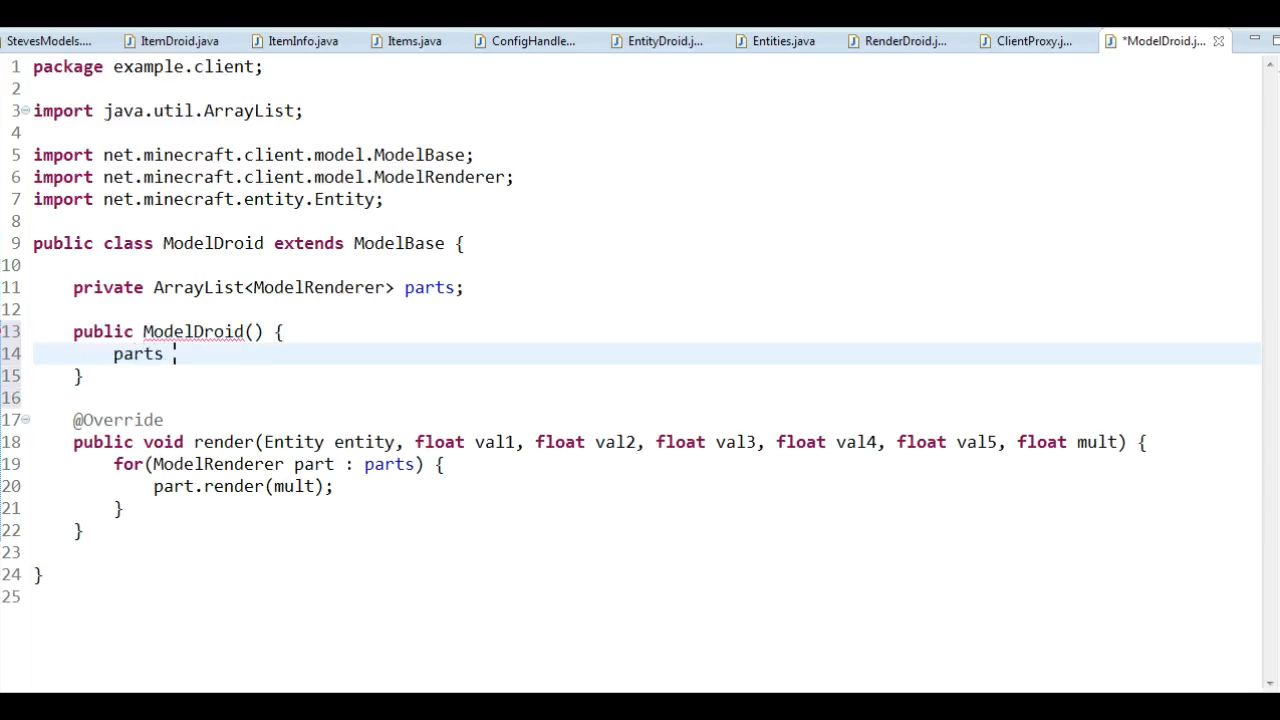 StevesModels.... ItemDroid.java ItemInfo.java Items.java ConfigHandle... EntityDroid.j... Entities.java RenderDroid.j... ClientProxy.j... *ModelDroid.j...
1 package example.client;
2
3 import java.util.ArrayList;
4
5 import net.minecraft.client.model.ModelBase;
6 import net.minecraft.client.model.ModelRenderer;
7 import net.minecraft.entity.Entity;
8
9 public class ModelDroid extends ModelBase {
10
11 private ArrayList<ModelRenderer> parts;
12
13 public ModelDroid() {
14 parts
15 }
16
17 @Override
18 public void render(Entity entity, float val1, float val2, float val3, float val4, float val5, float mult) {
19 for(ModelRenderer part : parts) {
20 part.render(mult);
21 }
22 }
23
24 }
25